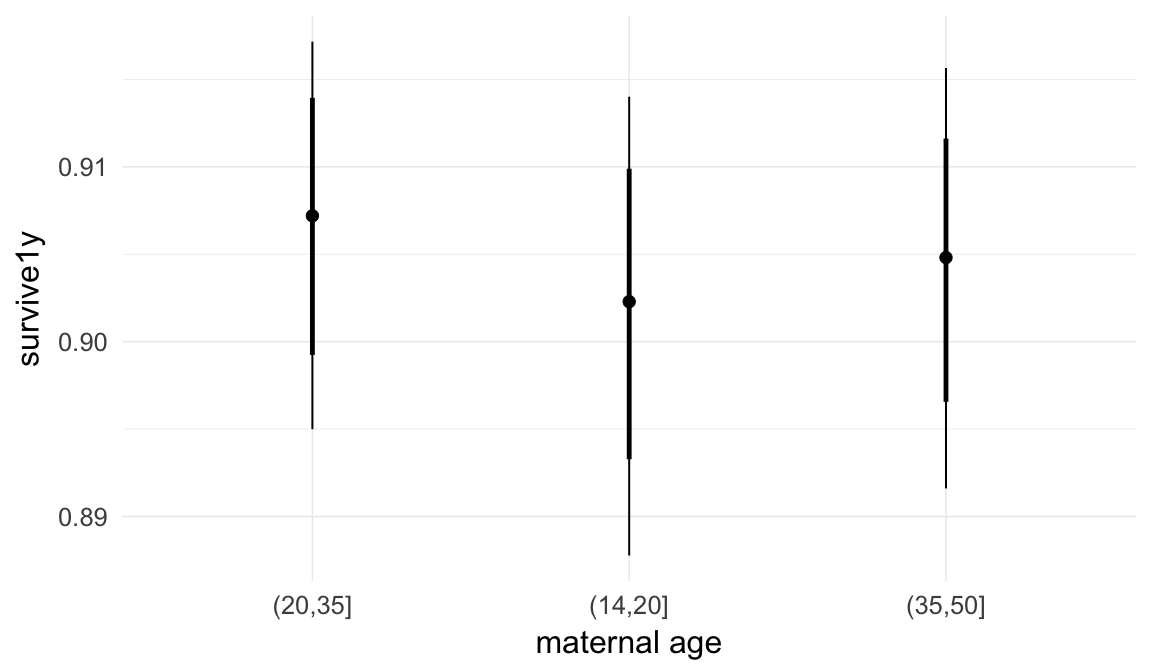 survive1y
0.91
0.90
0.89
(20,35] (14,20] (35,50]
maternal age